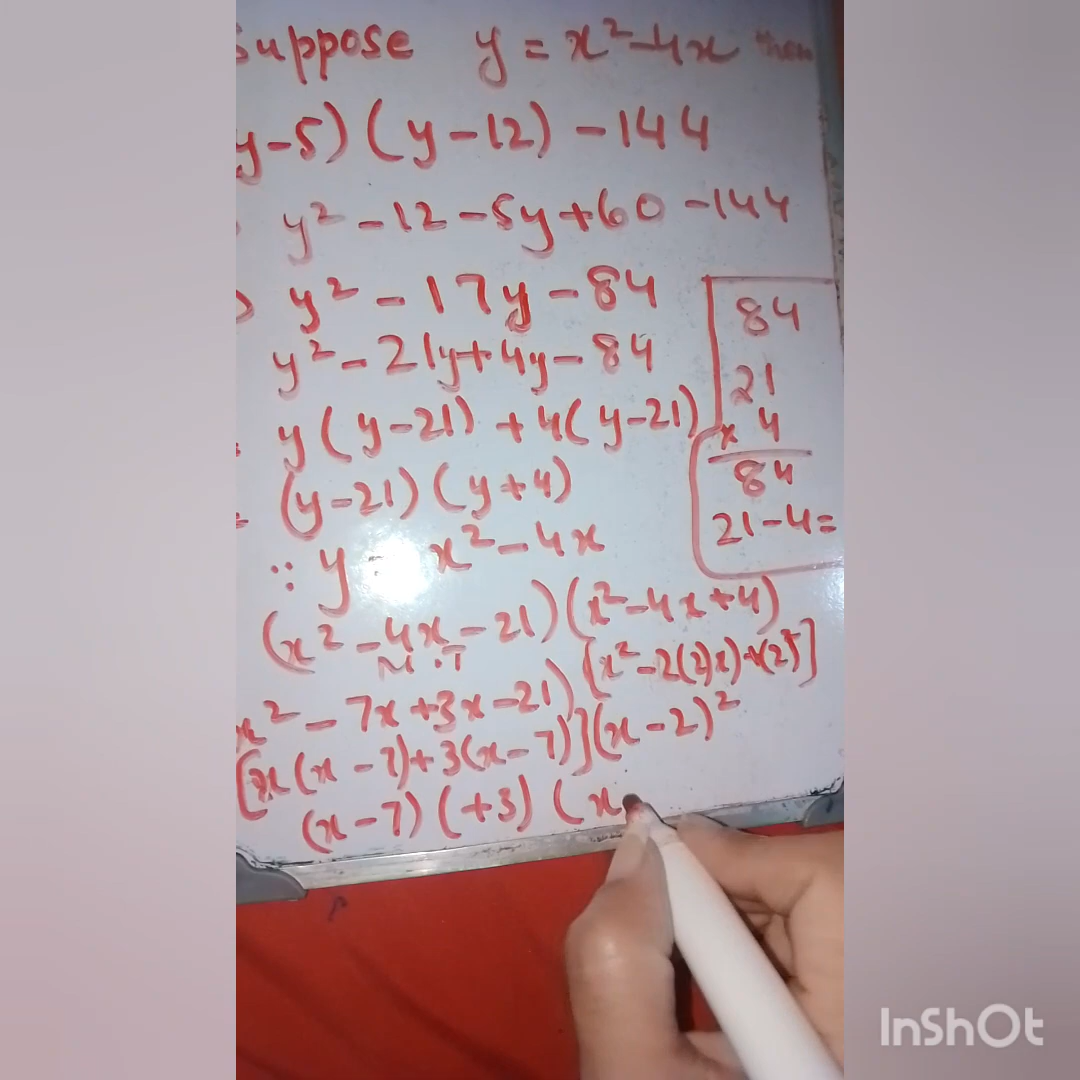 Suppose y = x² - 4x then
y-5) (y-12) - 144
y² - 12 - 5y + 60 - 144
y² - 17y - 84
y² - 21y + 4y - 84
y (y-21) + 4 (y-21)
(y-21) (y+4)
∵ y = x² - 4x
(x² - 4x - 21) (x² - 4x + 4)
M.T
x² - 7x + 3x - 21) [x² - 2(2)x) + (2)²]
[x (x - 7) + 3(x - 7)] (x - 2)²
(x - 7) (+3) (x
84
21
× 4
84
21 - 4 =
InShOt